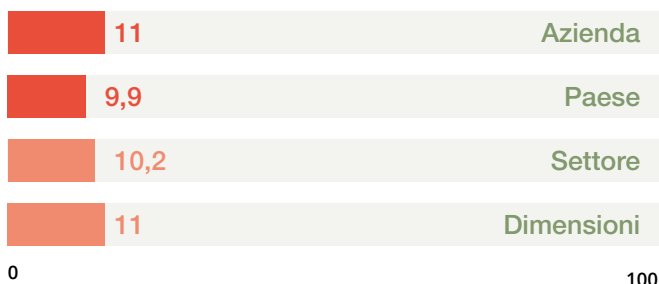 11 Azienda
9,9 Paese
10,2 Settore
11 Dimensioni
0 100